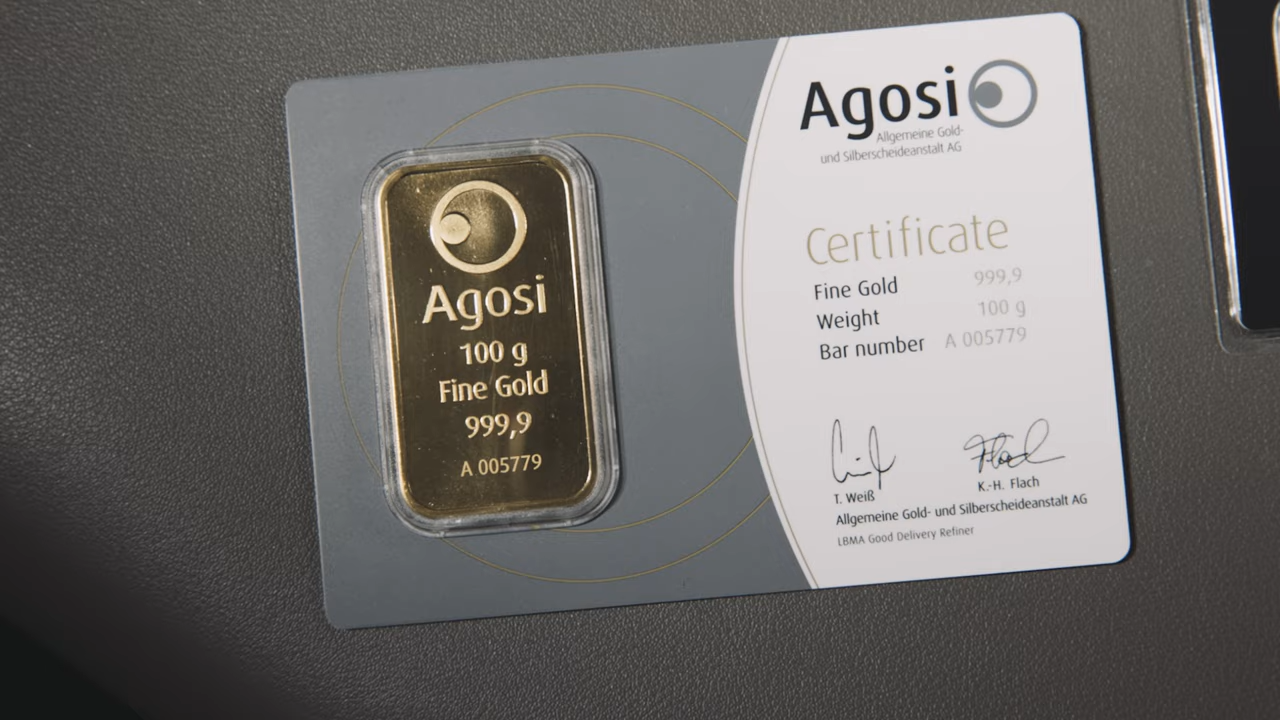 Agosi
100 g
Fine Gold
999,9
A 005779
Agosi
Allgemeine Gold-
und Silberscheideanstalt AG
Certificate
Fine Gold 999,9
Weight 100 g
Bar number A 005779
T. Weiß K.-H. Flach
Allgemeine Gold- und Silberscheideanstalt AG
LBMA Good Delivery Refiner